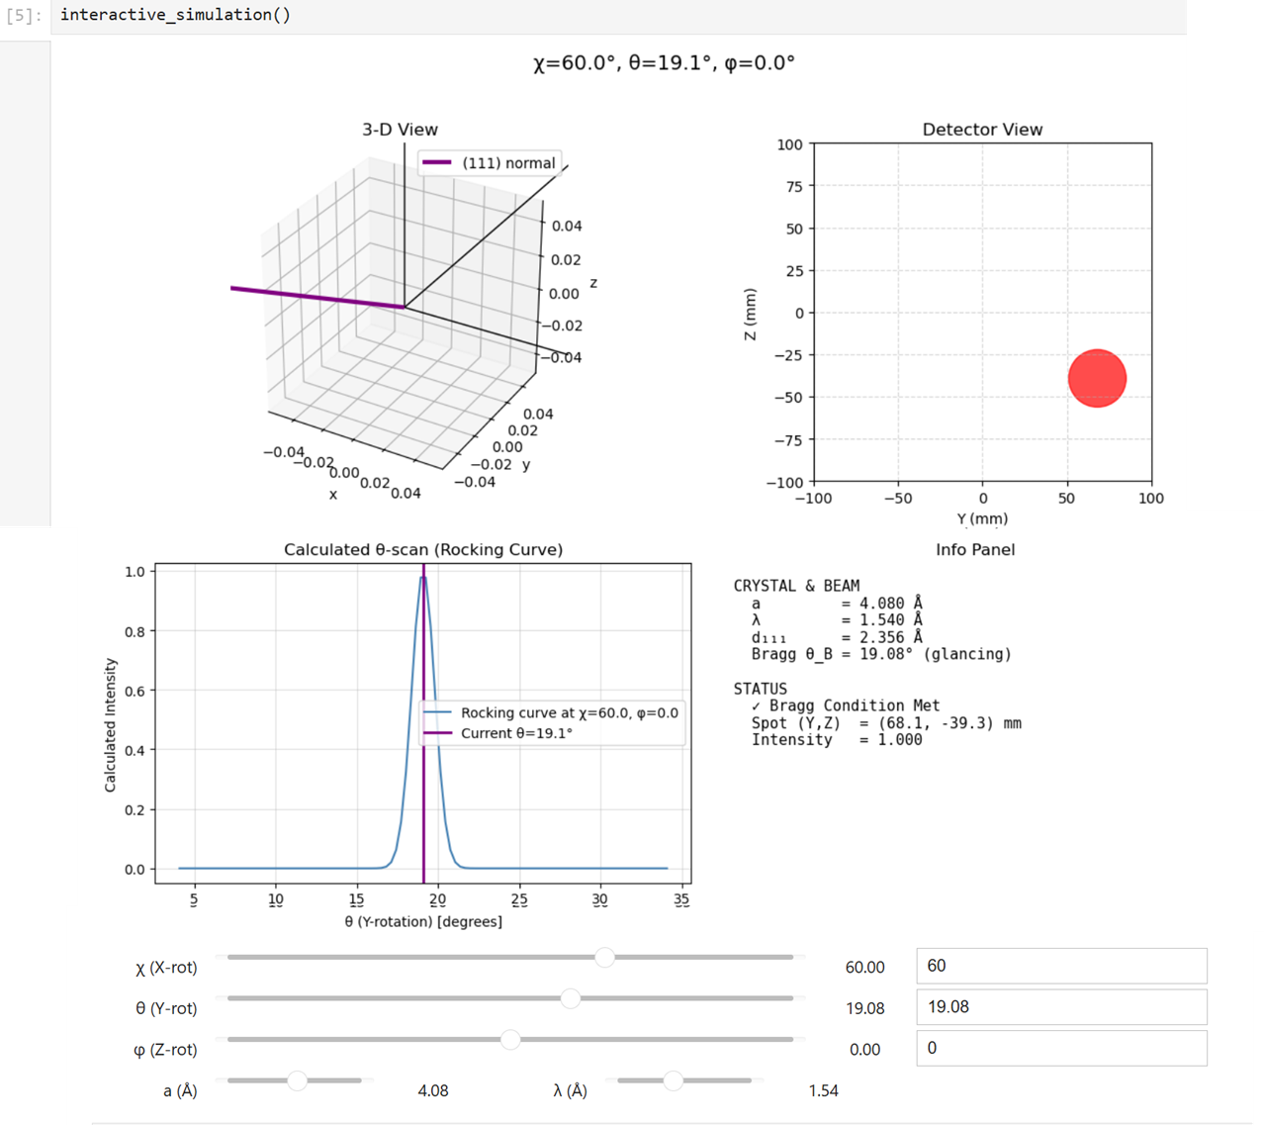 [5]: interactive_simulation()
χ=60.0°, θ=19.1°, φ=0.0°
3-D View
(111) normal
0.04
0.02
0.00
−0.02
−0.04
z
0.04
0.02
0.00
−0.02
−0.04
y
−0.04
−0.02
0.00
0.02
0.04
x
Detector View
100
75
50
25
0
−25
−50
−75
−100
Z (mm)
−100 −50 0 50 100
Y (mm)
Calculated θ-scan (Rocking Curve)
1.0
0.8
0.6
0.4
0.2
0.0
Calculated Intensity
Rocking curve at χ=60.0, φ=0.0
Current θ=19.1°
5 10 15 20 25 30 35
θ (Y-rotation) [degrees]
Info Panel
CRYSTAL & BEAM
a = 4.080 Å
λ = 1.540 Å
d₁₁₁ = 2.356 Å
Bragg θ_B = 19.08° (glancing)
STATUS
✓ Bragg Condition Met
Spot (Y,Z) = (68.1, -39.3) mm
Intensity = 1.000
χ (X-rot) 60.00 60
θ (Y-rot) 19.08 19.08
φ (Z-rot) 0.00 0
a (Å) 4.08 λ (Å) 1.54